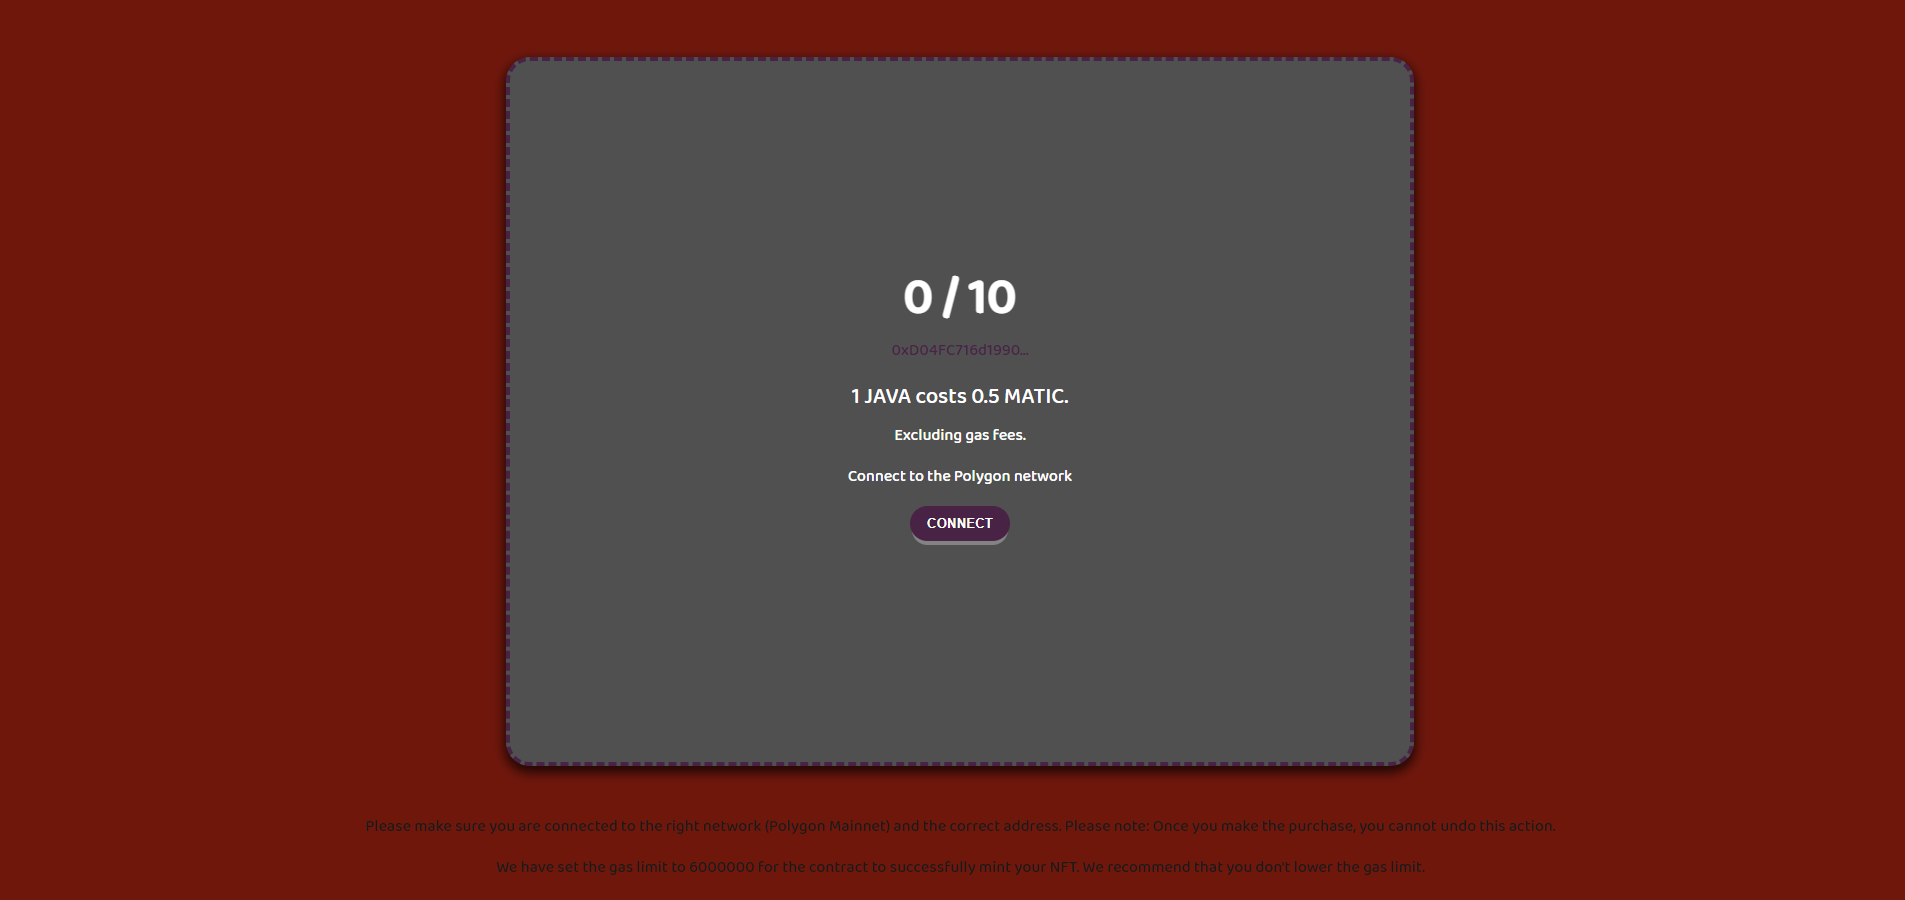 0 / 10
0xD04FC716d1990...
1 JAVA costs 0.5 MATIC.
Excluding gas fees.
Connect to the Polygon network
CONNECT
Please make sure you are connected to the right network (Polygon Mainnet) and the correct address. Please note: Once you make the purchase, you cannot undo this action.
We have set the gas limit to 6000000 for the contract to successfully mint your NFT. We recommend that you don't lower the gas limit.